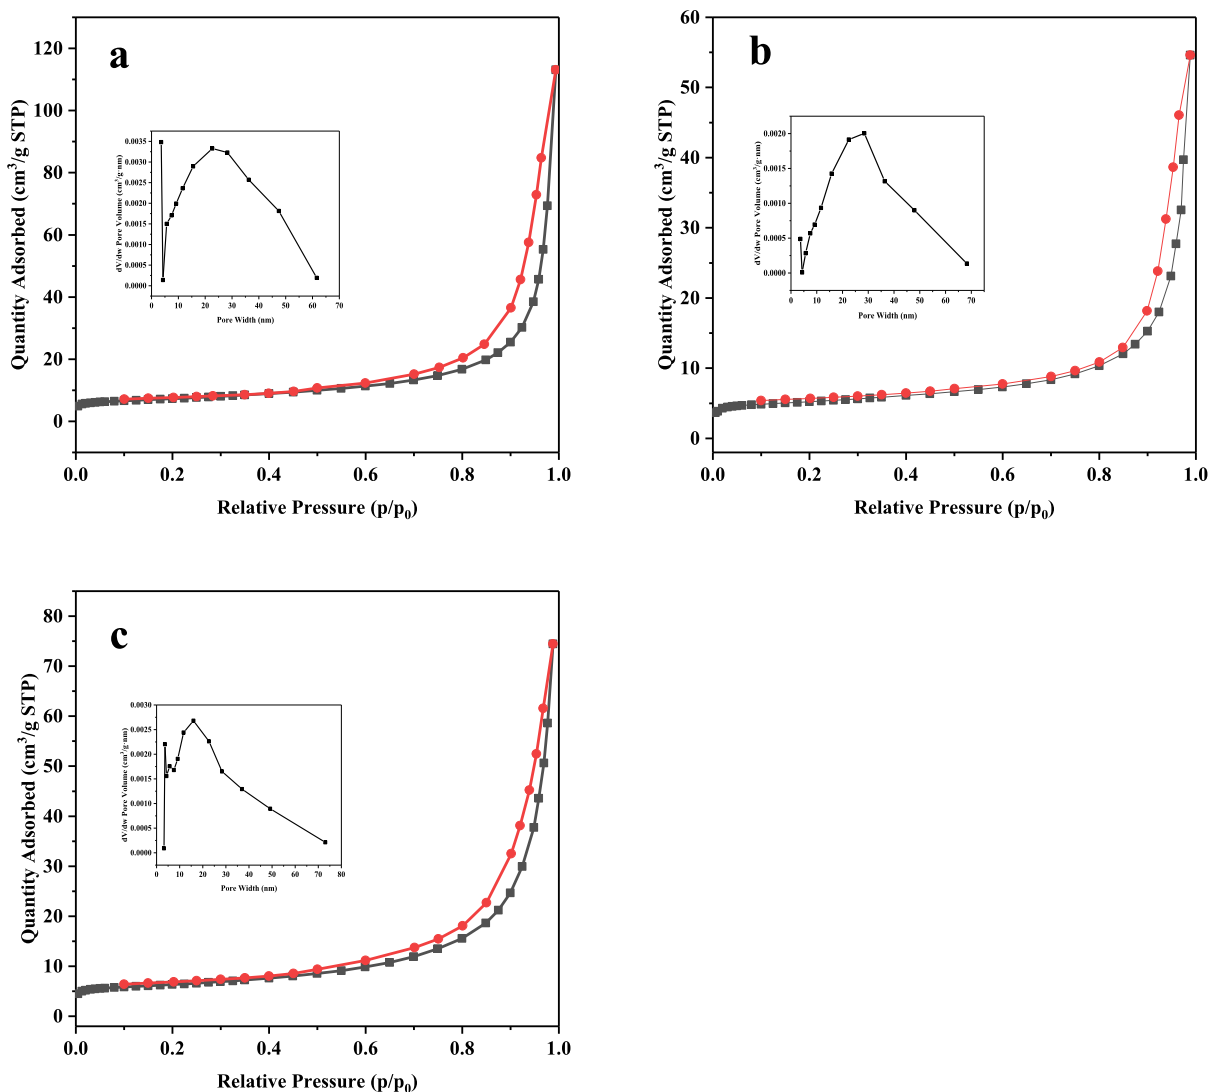 a
Quantity Adsorbed (cm³/g STP)
120
100
80
60
40
20
0
0.0 0.2 0.4 0.6 0.8 1.0
Relative Pressure (p/p₀)
dV/dw Pore Volume (cm³/g·nm)
0.0035
0.0030
0.0025
0.0020
0.0015
0.0010
0.0005
0.0000
0 10 20 30 40 50 60 70
Pore Width (nm)
b
Quantity Adsorbed (cm³/g STP)
60
50
40
30
20
10
0
0.0 0.2 0.4 0.6 0.8 1.0
Relative Pressure (p/p₀)
dV/dw Pore Volume (cm³/g·nm)
0.0020
0.0015
0.0010
0.0005
0.0000
0 10 20 30 40 50 60 70
Pore Width (nm)
c
Quantity Adsorbed (cm³/g STP)
80
70
60
50
40
30
20
10
0
0.0 0.2 0.4 0.6 0.8 1.0
Relative Pressure (p/p₀)
dV/dw Pore Volume (cm³/g·nm)
0.0030
0.0025
0.0020
0.0015
0.0010
0.0005
0.0000
0 10 20 30 40 50 60 70 80
Pore Width (nm)